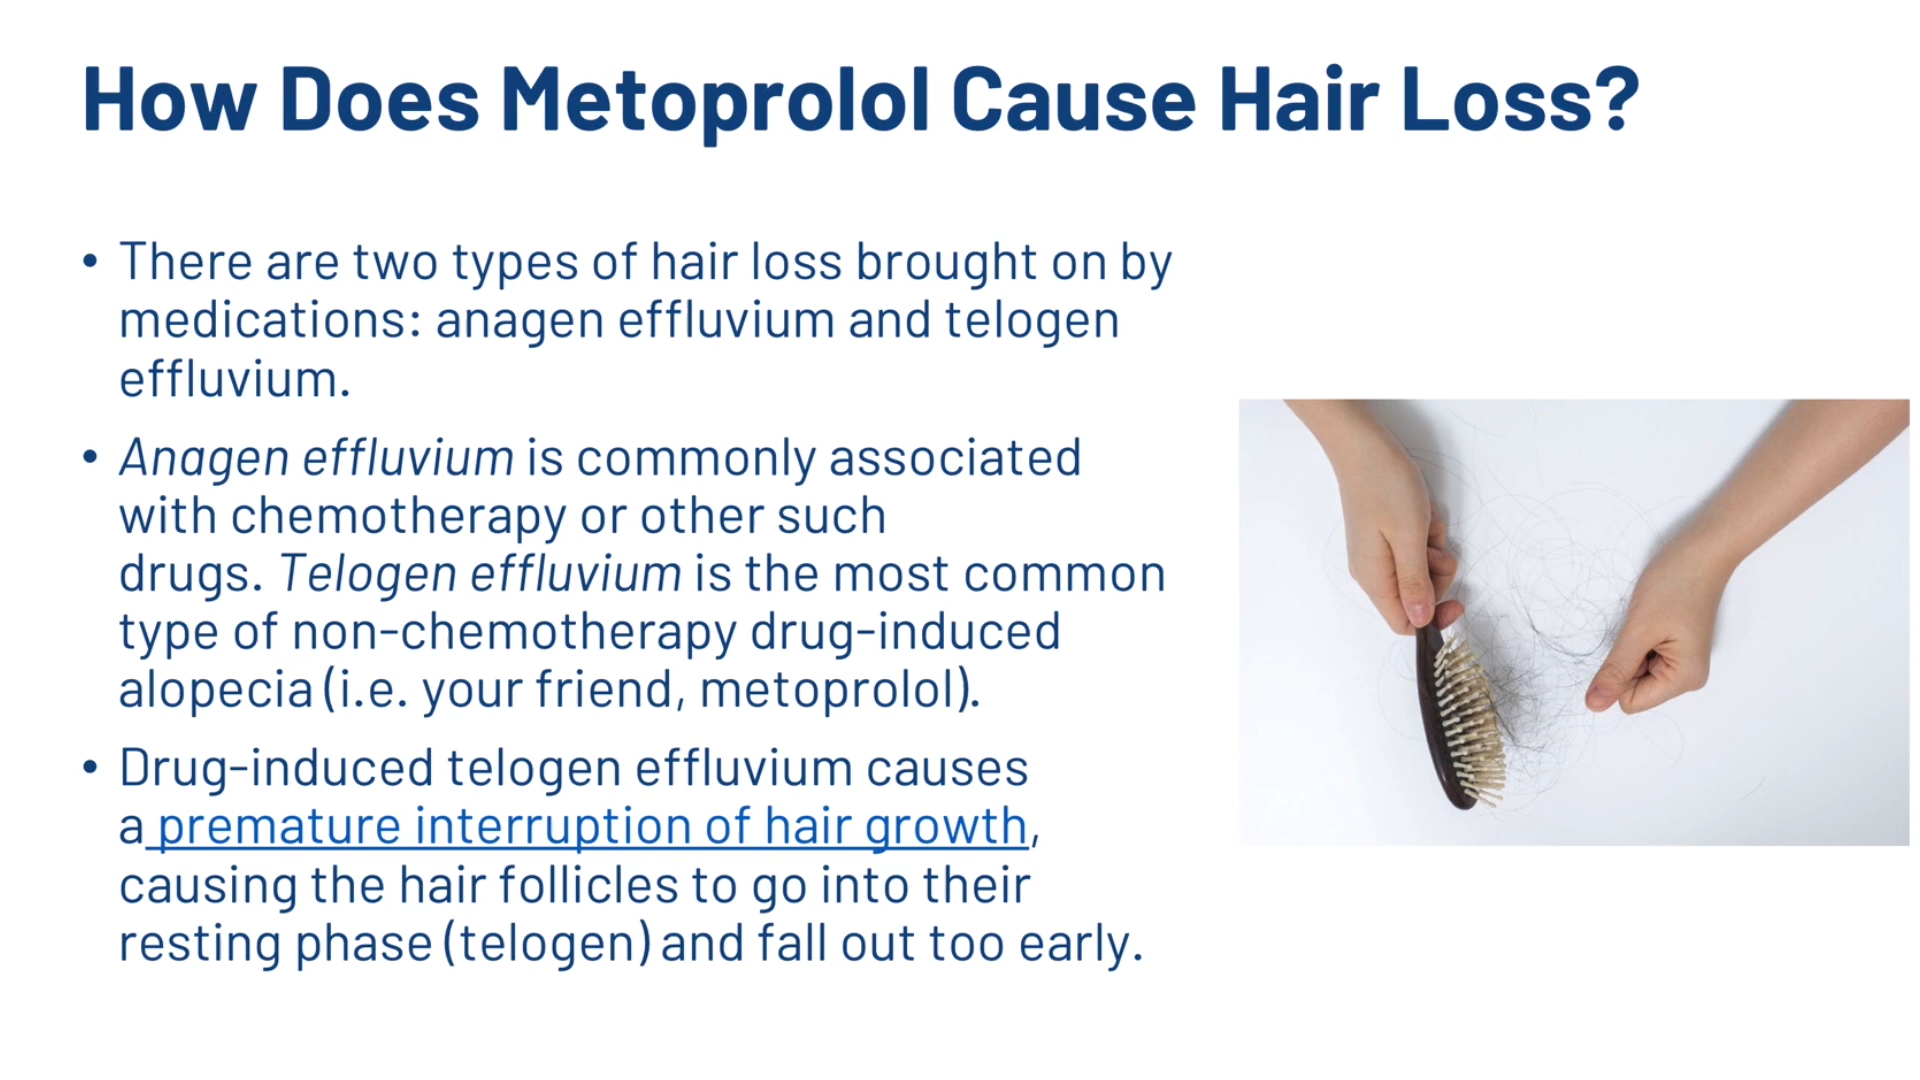 How Does Metoprolol Cause Hair Loss?
• There are two types of hair loss brought on by
medications: anagen effluvium and telogen
effluvium.
• Anagen effluvium is commonly associated
with chemotherapy or other such
drugs. Telogen effluvium is the most common
type of non-chemotherapy drug-induced
alopecia (i.e. your friend, metoprolol).
• Drug-induced telogen effluvium causes
a premature interruption of hair growth,
causing the hair follicles to go into their
resting phase (telogen) and fall out too early.